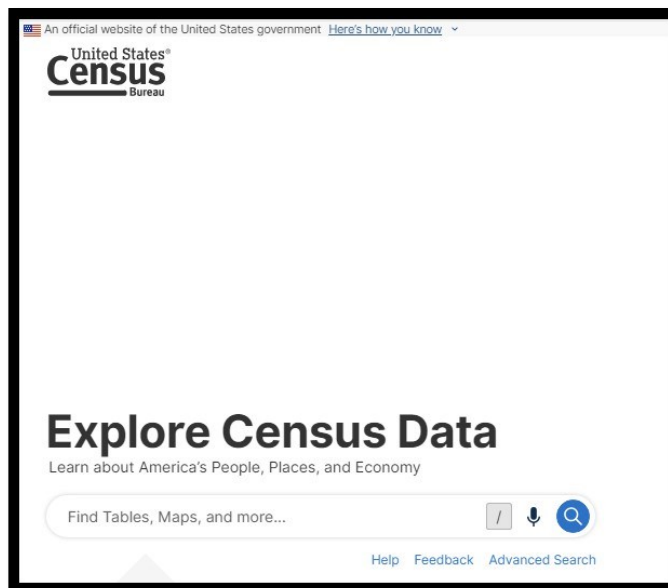 An official website of the United States government Here's how you know
United States®
Census
Bureau
Explore Census Data
Learn about America's People, Places, and Economy
Find Tables, Maps, and more...
/
Help Feedback Advanced Search